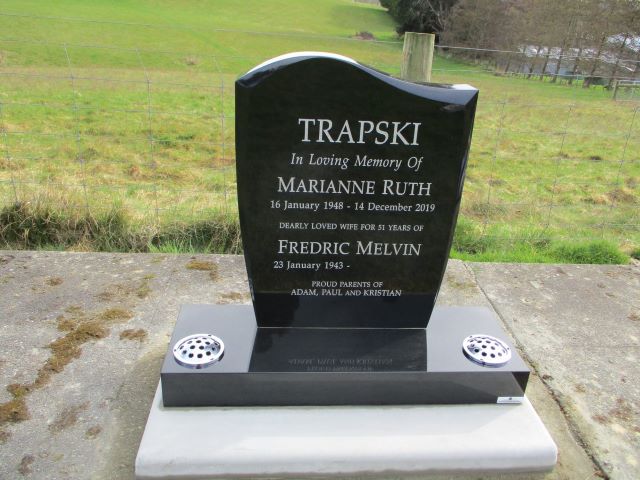 TRAPSKI
In Loving Memory Of
MARIANNE RUTH
16 January 1948 - 14 December 2019
DEARLY LOVED WIFE FOR 51 YEARS OF
FREDRIC MELVIN
23 January 1943 -
PROUD PARENTS OF
ADAM, PAUL AND KRISTIAN